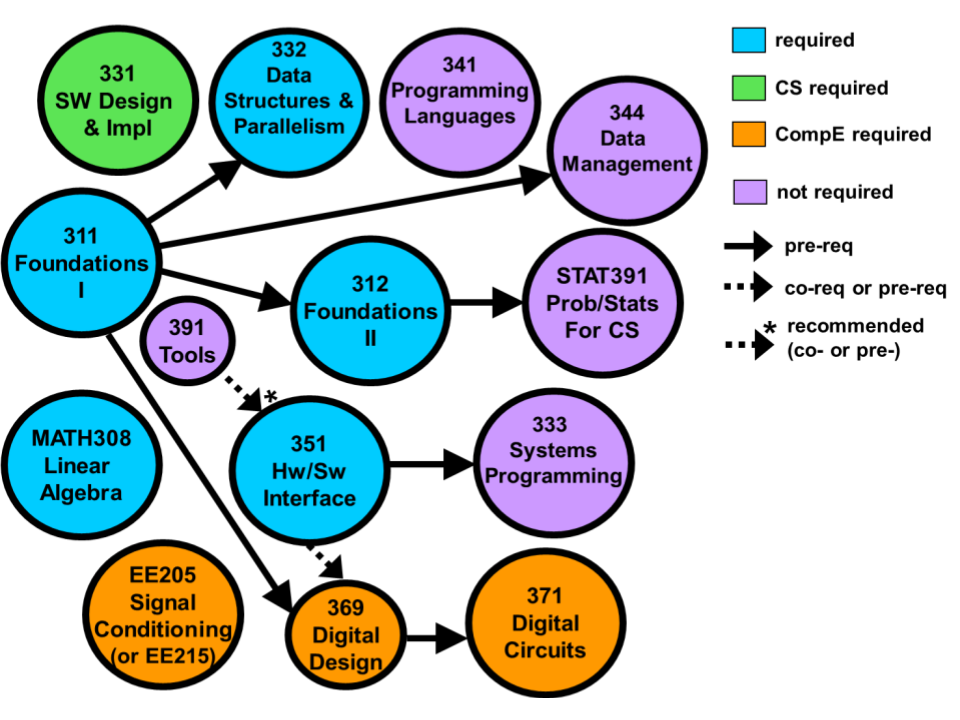 331
SW Design
& Impl
332
Data
Structures &
Parallelism
341
Programming
Languages
344
Data
Management
311
Foundations
I
312
Foundations
II
STAT391
Prob/Stats
For CS
391
Tools
*
MATH308
Linear
Algebra
351
Hw/Sw
Interface
333
Systems
Programming
EE205
Signal
Conditioning
(or EE215)
369
Digital
Design
371
Digital
Circuits
required
CS required
CompE required
not required
pre-req
co-req or pre-req
* recommended
(co- or pre-)